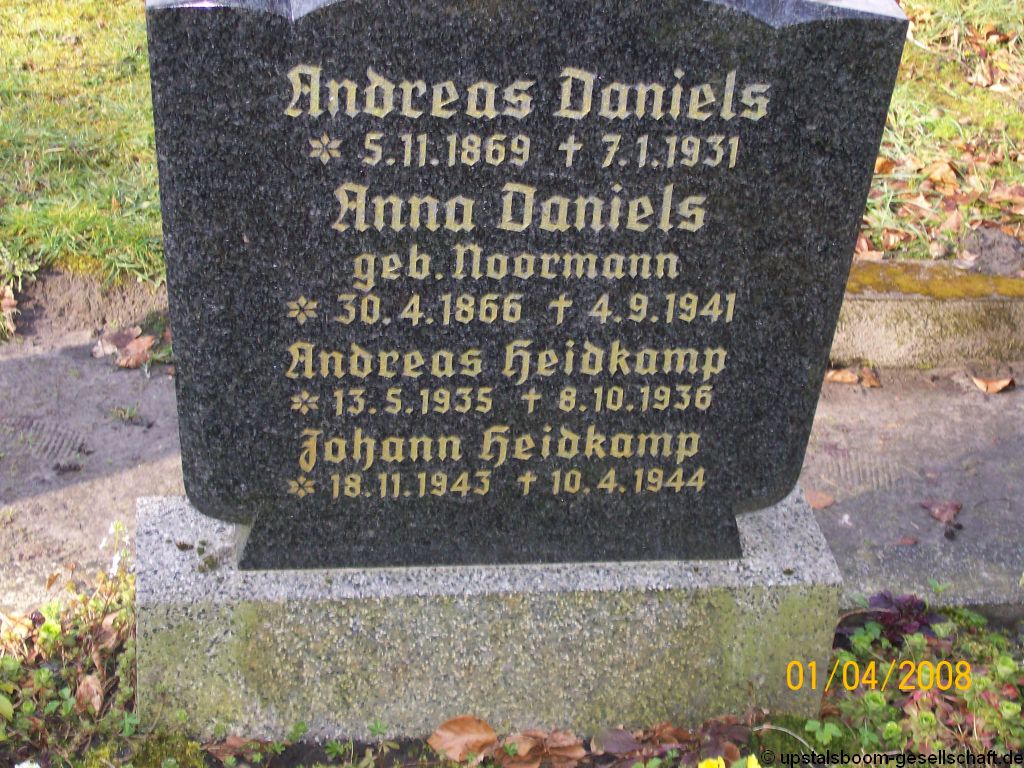 Andreas Daniels
* 5.11.1869 † 7.1.1931
Anna Daniels
geb. Noormann
* 30.4.1866 † 4.9.1941
Andreas Heidkamp
* 13.5.1935 † 8.10.1936
Johann Heidkamp
* 18.11.1943 † 10.4.1944
01/04/2008
© upstalsboom-gesellschaft.de